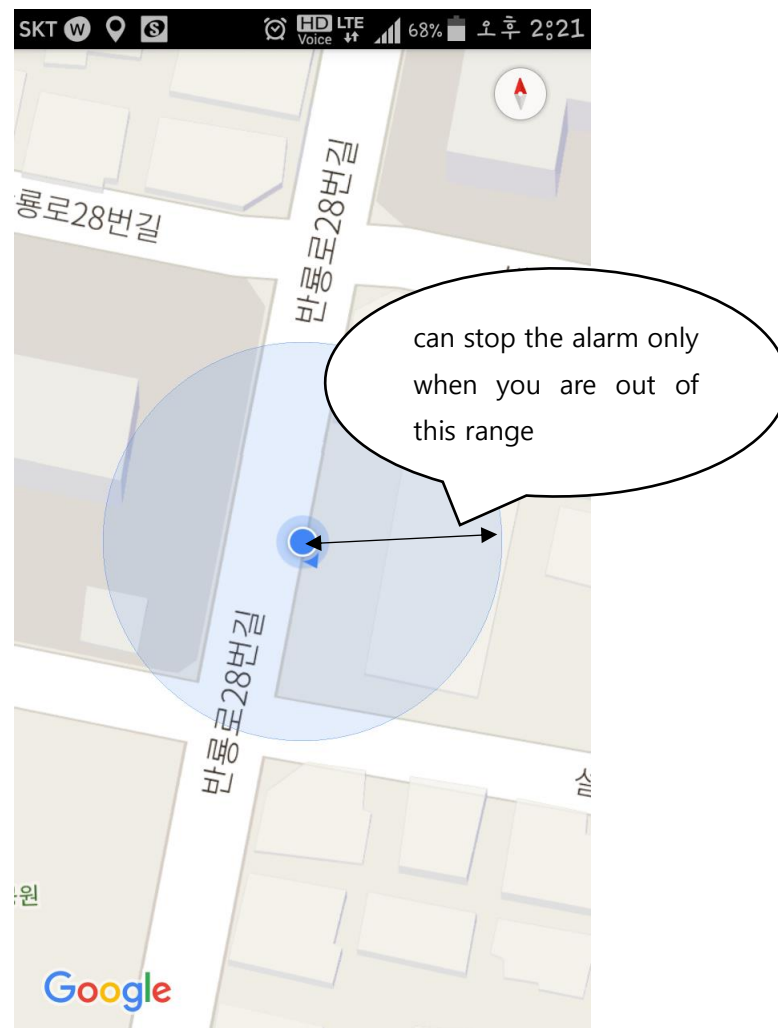 SKT W S HD Voice LTE 68% 오후 2:21
반룡로28번길
룡로28번길
can stop the alarm only
when you are out of
this range
반룡로28번길
설
원
Google